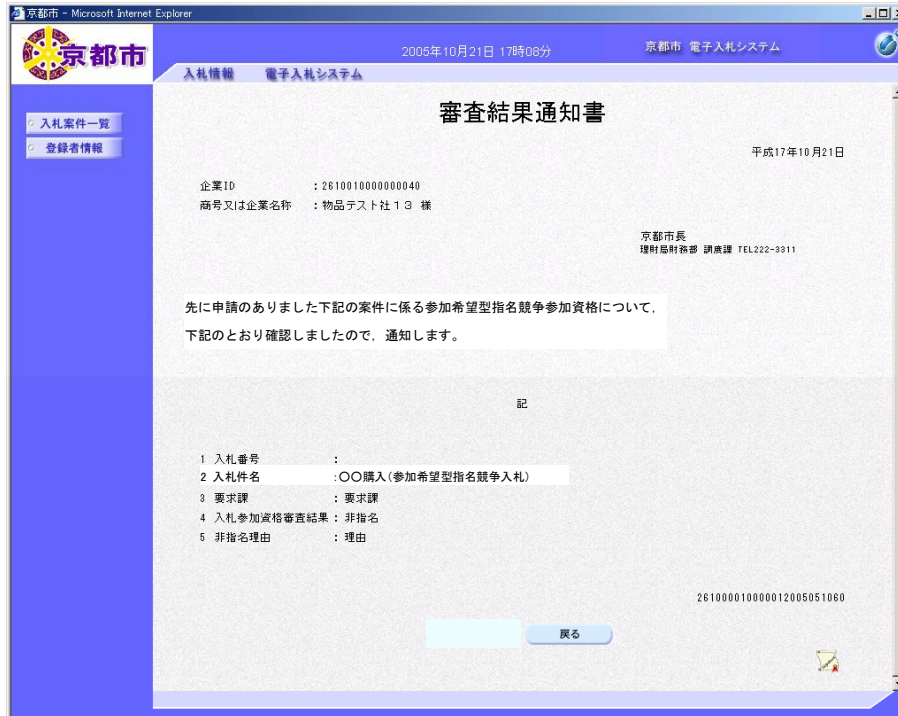 京都市 - Microsoft Internet Explorer
京都市
2005年10月21日 17時08分
京都市 電子入札システム
入札情報 電子入札システム
入札案件一覧
登録者情報
審査結果通知書
平成17年10月21日
企業ID ：2610010000000040
商号又は企業名称 ：物品テスト社１３ 様
京都市長
理財局財務部 調度課 TEL222-3311
先に申請のありました下記の案件に係る参加希望型指名競争参加資格について，
下記のとおり確認しましたので，通知します。
記
1 入札番号 ：
2 入札件名 ：〇〇購入（参加希望型指名競争入札）
3 要求課 ：要求課
4 入札参加資格審査結果：非指名
5 非指名理由 ：理由
261000010000012005051060
戻る